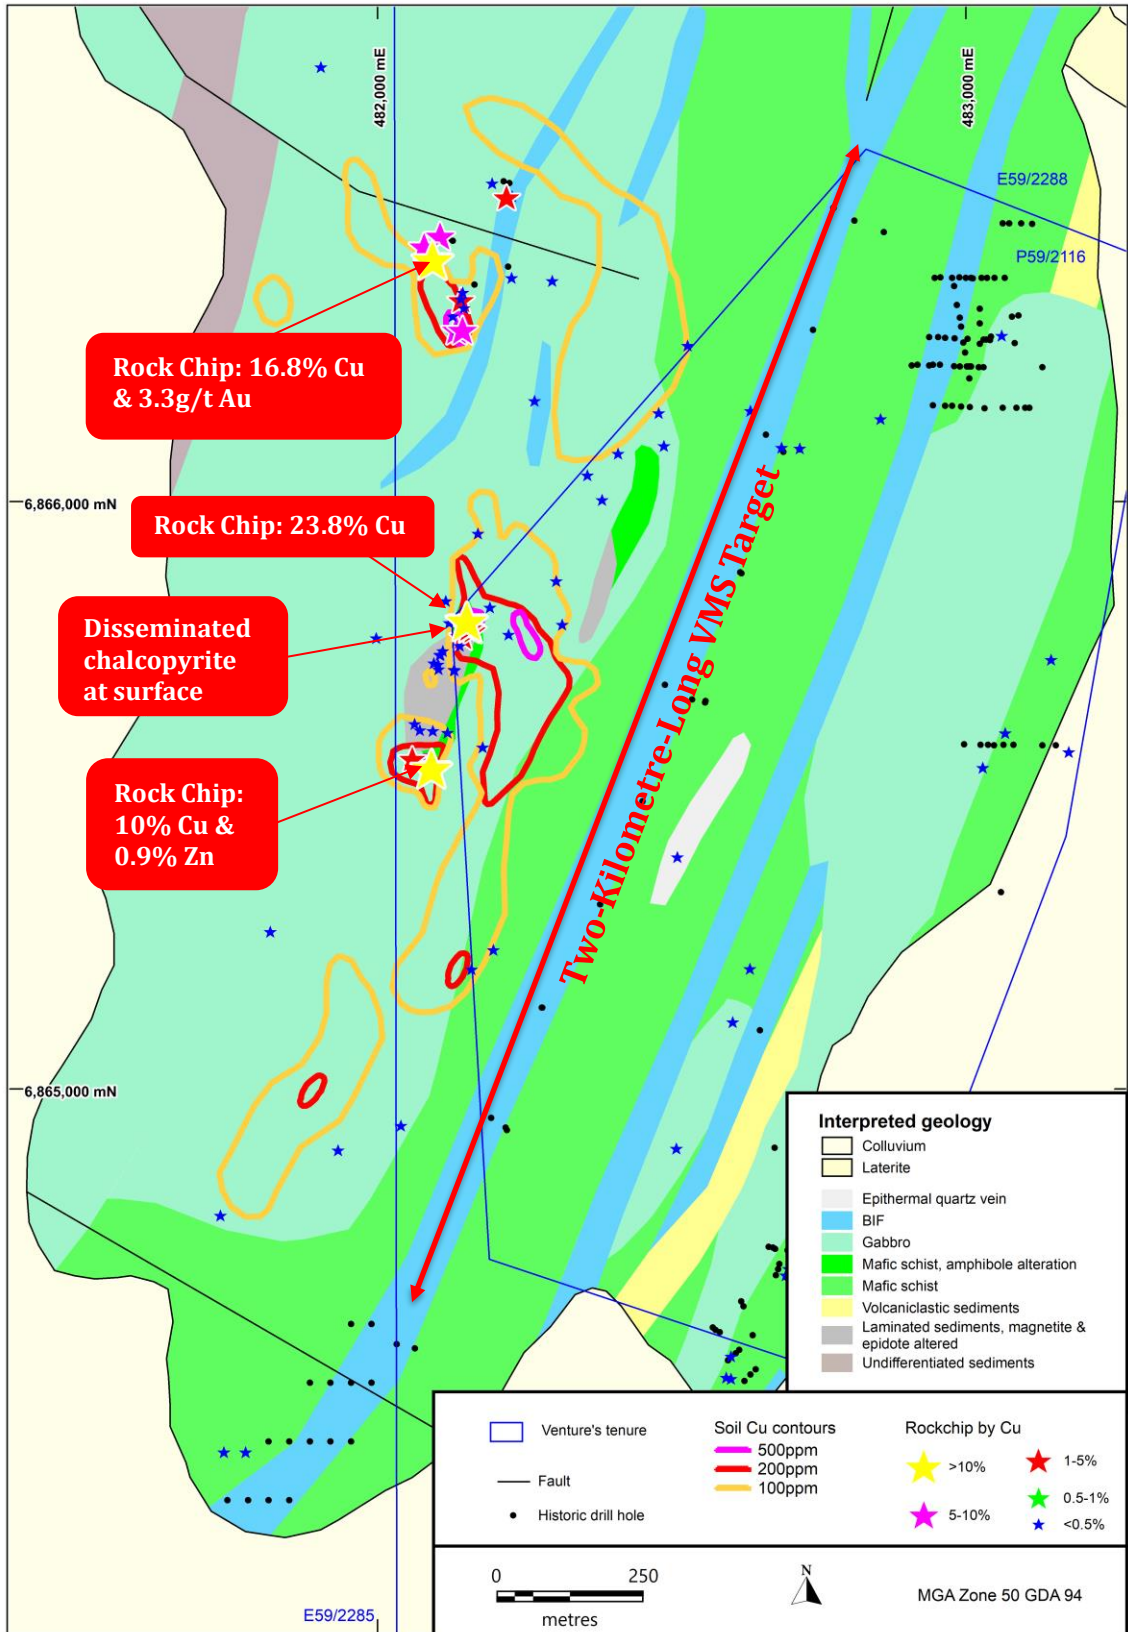 482,000 mE
483,000 mE
E59/2288
P59/2116
Rock Chip: 16.8% Cu
& 3.3g/t Au
6,866,000 mN
Rock Chip: 23.8% Cu
Disseminated
chalcopyrite
at surface
Two-Kilometre-Long VMS Target
Rock Chip:
10% Cu &
0.9% Zn
6,865,000 mN
Interpreted geology
Colluvium
Laterite
Epithermal quartz vein
BIF
Gabbro
Mafic schist, amphibole alteration
Mafic schist
Volcaniclastic sediments
Laminated sediments, magnetite &
epidote altered
Undifferentiated sediments
Venture's tenure
Fault
Historic drill hole
Soil Cu contours
500ppm
200ppm
100ppm
Rockchip by Cu
>10%
5-10%
1-5%
0.5-1%
<0.5%
0 250
metres
N
MGA Zone 50 GDA 94
E59/2285